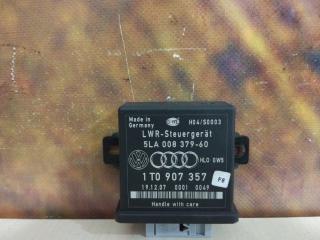 Made in
Germany
H04/S0003
LWR-Steuergerät
5LA 008 379-60
HLO GW5
1T0 907 357
F8
19.12.07 0001 0049
Handle with care